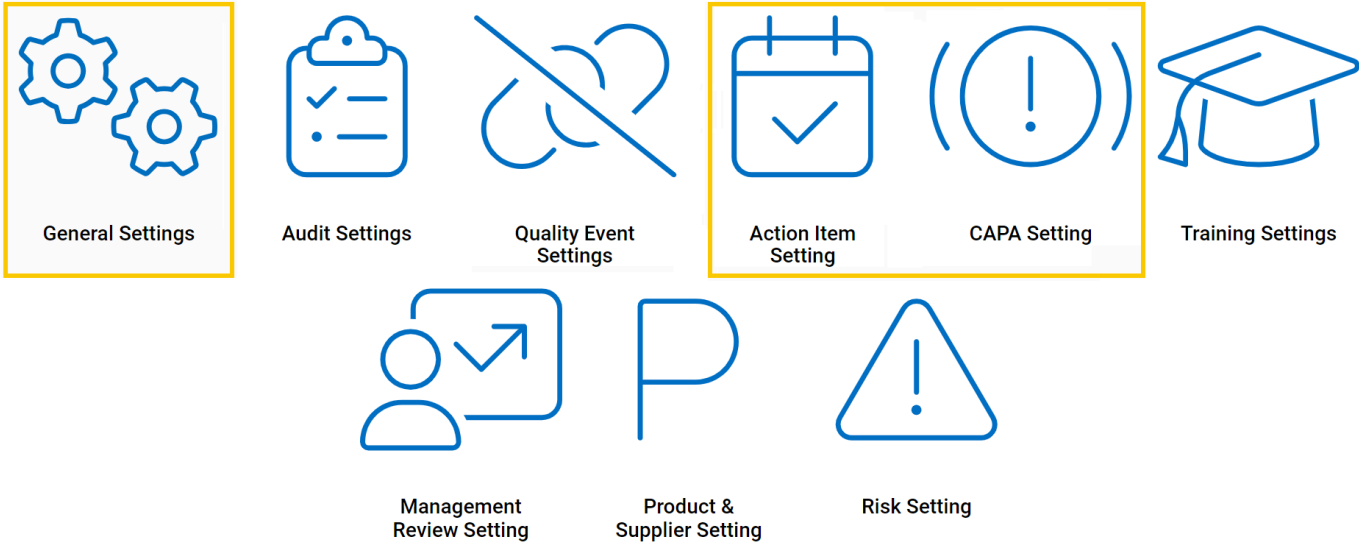 General Settings
Audit Settings
Quality Event
Settings
Action Item
Setting
CAPA Setting
Training Settings
Management
Review Setting
Product &
Supplier Setting
Risk Setting